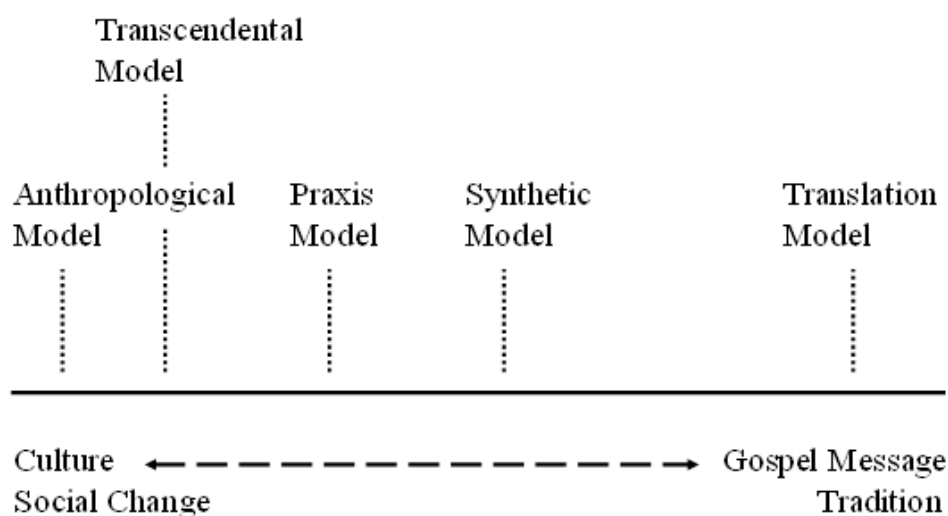 Transcendental
Model
Anthropological Praxis Synthetic Translation
Model Model Model Model
Culture Gospel Message
Social Change Tradition